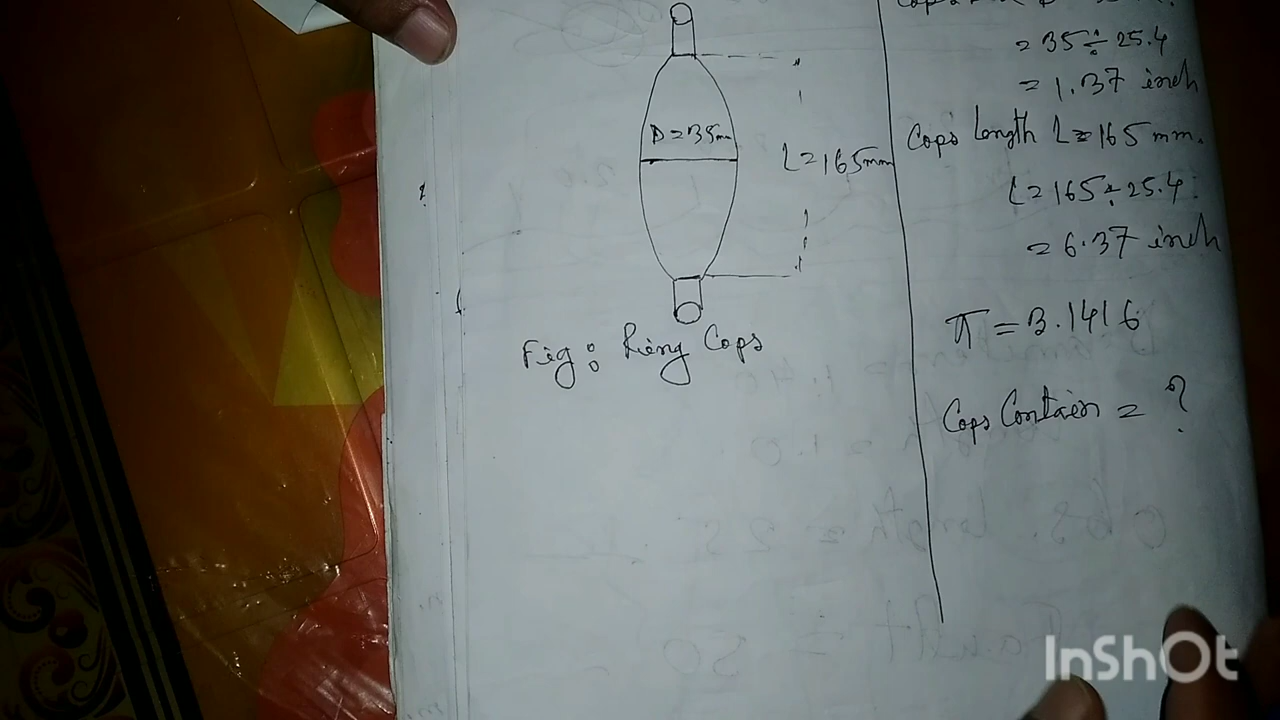 = 35 ÷ 25.4
= 1.37 inch
D = 35mm
L = 165mm
Cops Length L = 165 mm.
L = 165 ÷ 25.4
= 6.37 inch
π = 3.1416
Fig: Ring Cops
Cops Contain = ?
InShOt